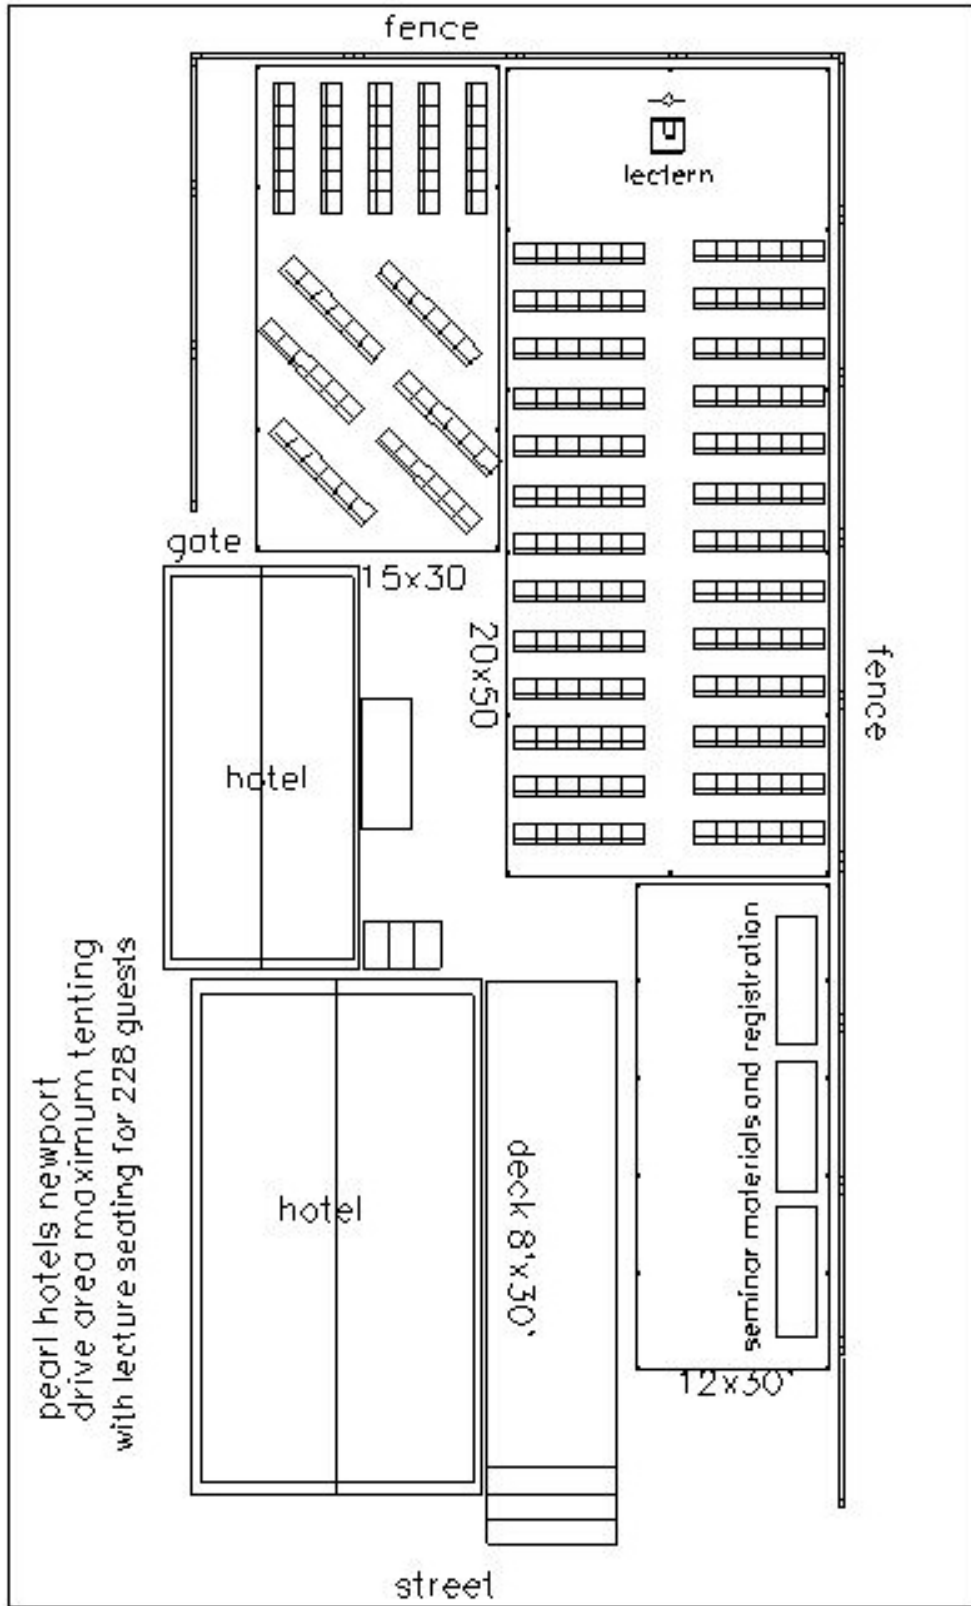 fence
lectern
gate
15x30
20x50
fence
hotel
seminar materials and registration
pearl hotels newport
drive area maximum tenting
with lecture seating for 228 guests
hotel
deck 8'x30'
12x30'
street